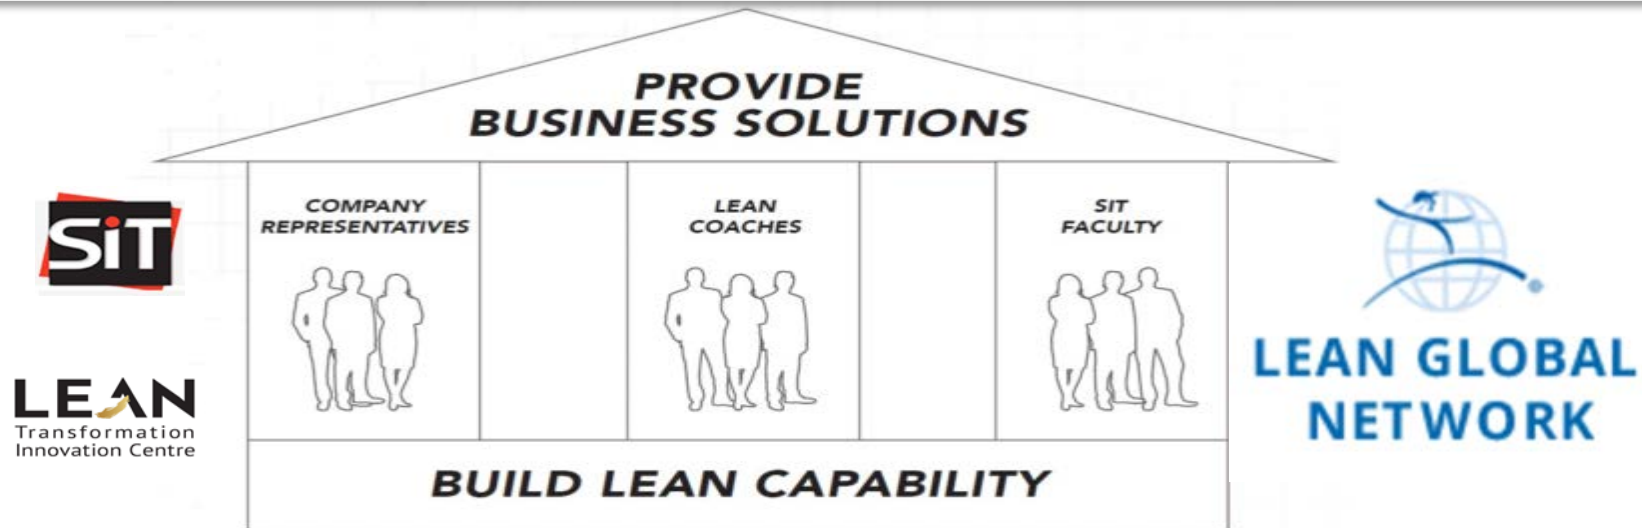 PROVIDE
BUSINESS SOLUTIONS
COMPANY
REPRESENTATIVES
LEAN
COACHES
SIT
FACULTY
BUILD LEAN CAPABILITY
SiT
LEAN
Transformation
Innovation Centre
LEAN GLOBAL
NETWORK